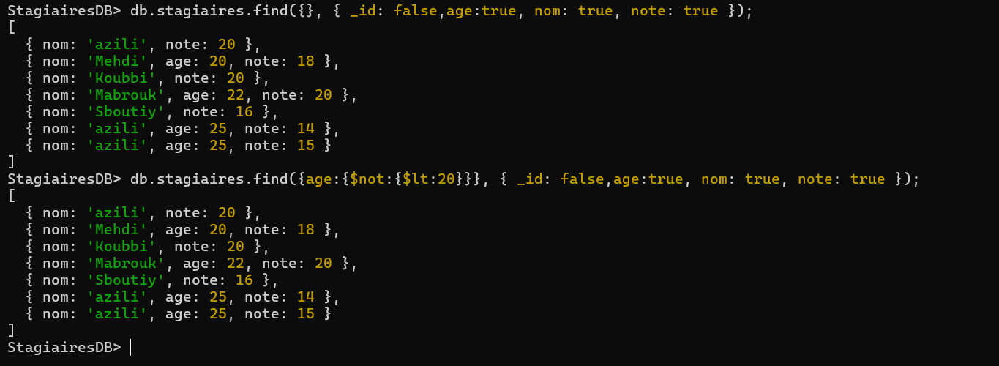 StagiairesDB> db.stagiaires.find({}, { _id: false,age:true, nom: true, note: true });
[
  { nom: 'azili', note: 20 },
  { nom: 'Mehdi', age: 20, note: 18 },
  { nom: 'Koubbi', note: 20 },
  { nom: 'Mabrouk', age: 22, note: 20 },
  { nom: 'Sboutiy', note: 16 },
  { nom: 'azili', age: 25, note: 14 },
  { nom: 'azili', age: 25, note: 15 }
]
StagiairesDB> db.stagiaires.find({age:{$not:{$lt:20}}}, { _id: false,age:true, nom: true, note: true });
[
  { nom: 'azili', note: 20 },
  { nom: 'Mehdi', age: 20, note: 18 },
  { nom: 'Koubbi', note: 20 },
  { nom: 'Mabrouk', age: 22, note: 20 },
  { nom: 'Sboutiy', note: 16 },
  { nom: 'azili', age: 25, note: 14 },
  { nom: 'azili', age: 25, note: 15 }
]
StagiairesDB>